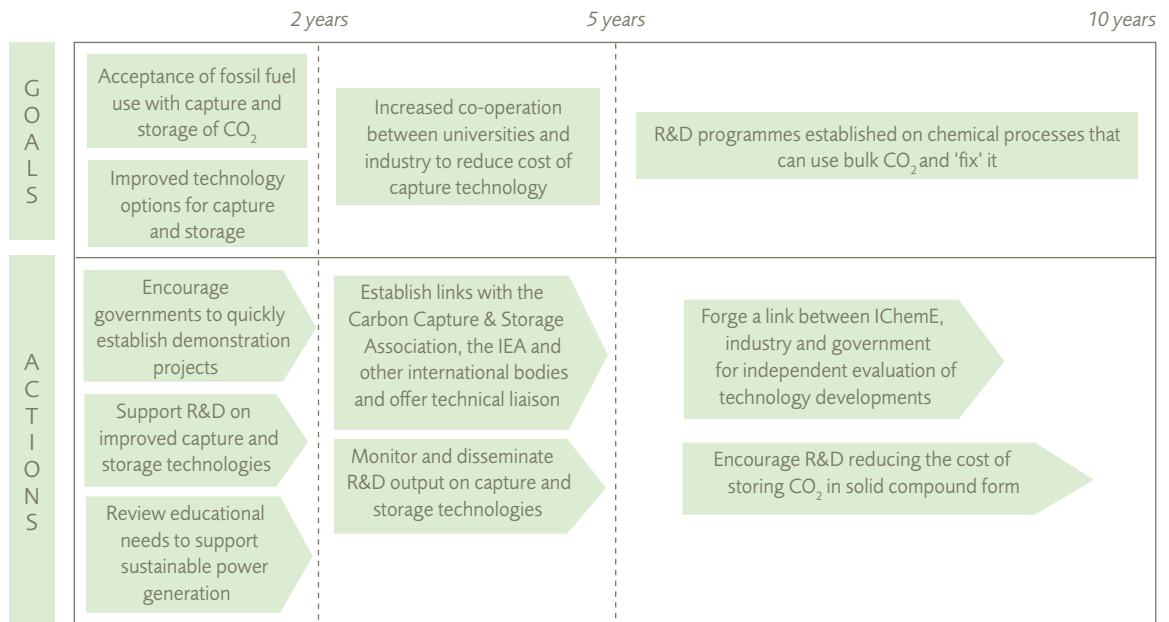 2 years
5 years
10 years
GOALS
Acceptance of fossil fuel
use with capture and
storage of CO₂
Improved technology
options for capture
and storage
Increased co-operation
between universities and
industry to reduce cost of
capture technology
R&D programmes established on chemical processes that
can use bulk CO₂ and ‘fix’ it
ACTIONS
Encourage
governments to quickly
establish demonstration
projects
Support R&D on
improved capture and
storage technologies
Review educational
needs to support
sustainable power
generation
Establish links with the
Carbon Capture & Storage
Association, the IEA and
other international bodies
and offer technical liaison
Monitor and disseminate
R&D output on capture and
storage technologies
Forge a link between IChemE,
industry and government
for independent evaluation of
technology developments
Encourage R&D reducing the cost of
storing CO₂ in solid compound form